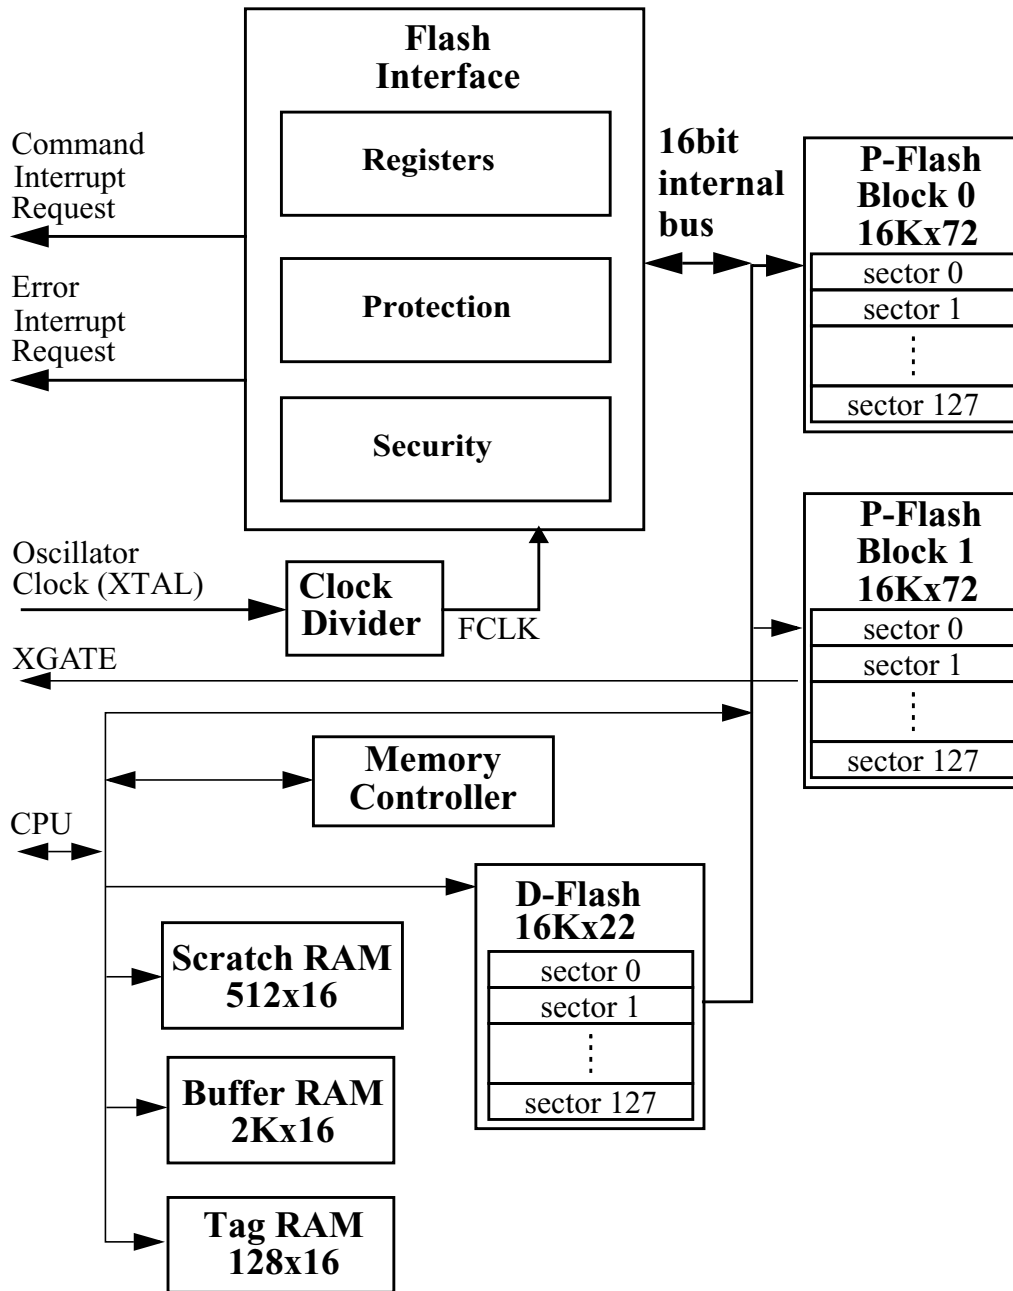 Flash
Interface
Registers
Protection
Security
Command
Interrupt
Request
Error
Interrupt
Request
16bit
internal
bus
P-Flash
Block 0
16Kx72
sector 0
sector 1
sector 127
P-Flash
Block 1
16Kx72
sector 0
sector 1
sector 127
Oscillator
Clock (XTAL)
Clock
Divider
FCLK
XGATE
Memory
Controller
CPU
D-Flash
16Kx22
sector 0
sector 1
sector 127
Scratch RAM
512x16
Buffer RAM
2Kx16
Tag RAM
128x16